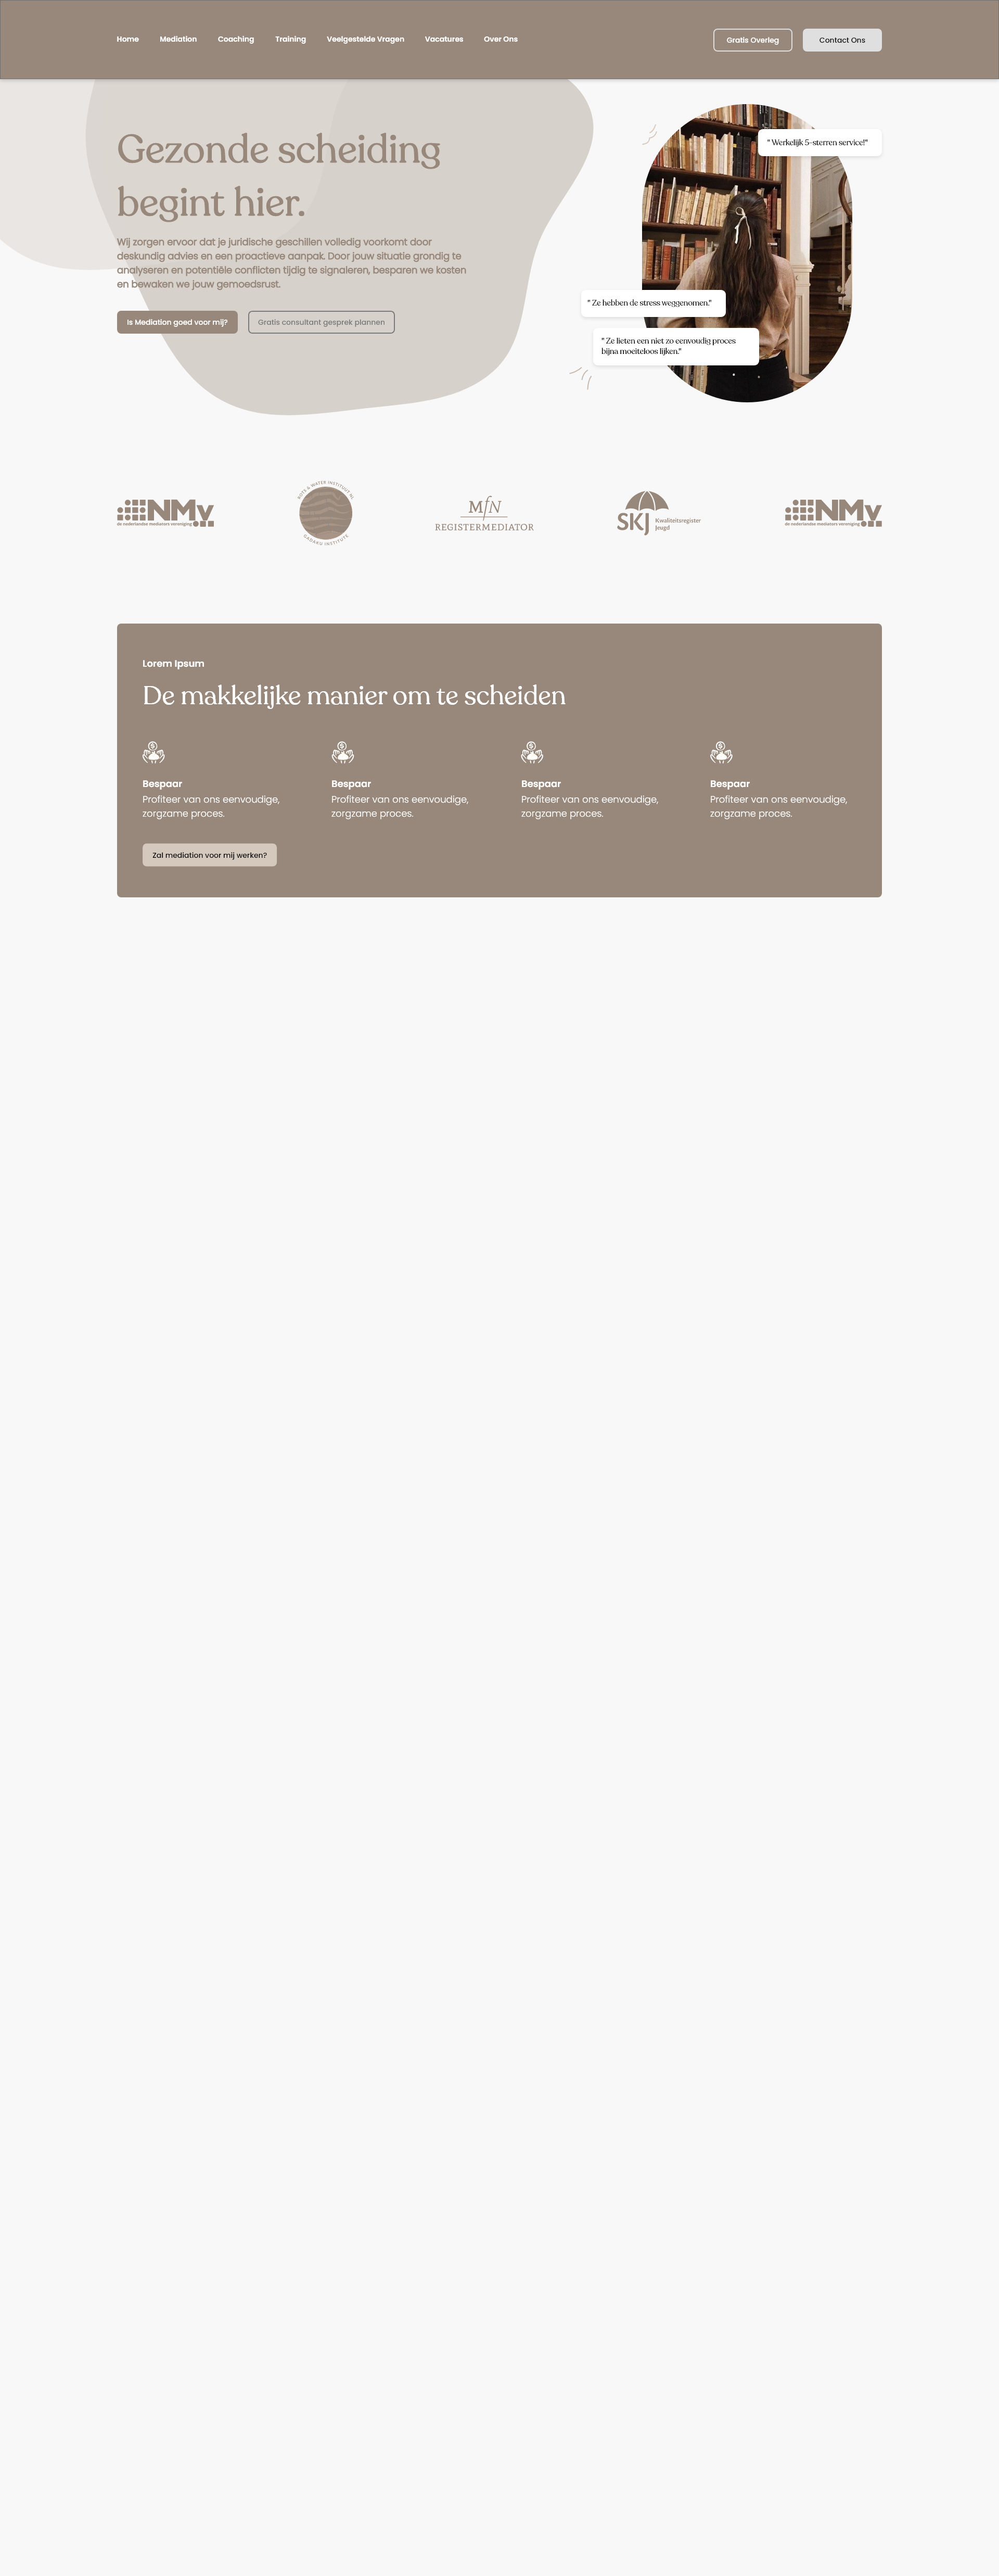 Home Mediation Coaching Training Veelgestelde Vragen Vacatures Over Ons Gratis Overleg Contact Ons
Gezonde scheiding
begint hier.
Wij zorgen ervoor dat je juridische geschillen volledig voorkomt door
deskundig advies en een proactieve aanpak. Door jouw situatie grondig te
analyseren en potentiële conflicten tijdig te signaleren, besparen we kosten
en bewaken we jouw gemoedsrust.
Is Mediation goed voor mij? Gratis consultant gesprek plannen
" Werkelijk 5-sterren service!"
" Ze hebben de stress weggenomen."
" Ze lieten een niet zo eenvoudig proces
bijna moeiteloos lijken."
NMv
de nederlandse mediators vereniging
ROTS & WATER INSTITUUT NL
GADAKU INSTITUTE
MfN
REGISTERMEDIATOR
SKJ
Kwaliteitsregister
Jeugd
NMv
de nederlandse mediators vereniging
Lorem Ipsum
De makkelijke manier om te scheiden
Bespaar
Profiteer van ons eenvoudige,
zorgzame proces.
Bespaar
Profiteer van ons eenvoudige,
zorgzame proces.
Bespaar
Profiteer van ons eenvoudige,
zorgzame proces.
Bespaar
Profiteer van ons eenvoudige,
zorgzame proces.
Zal mediation voor mij werken?